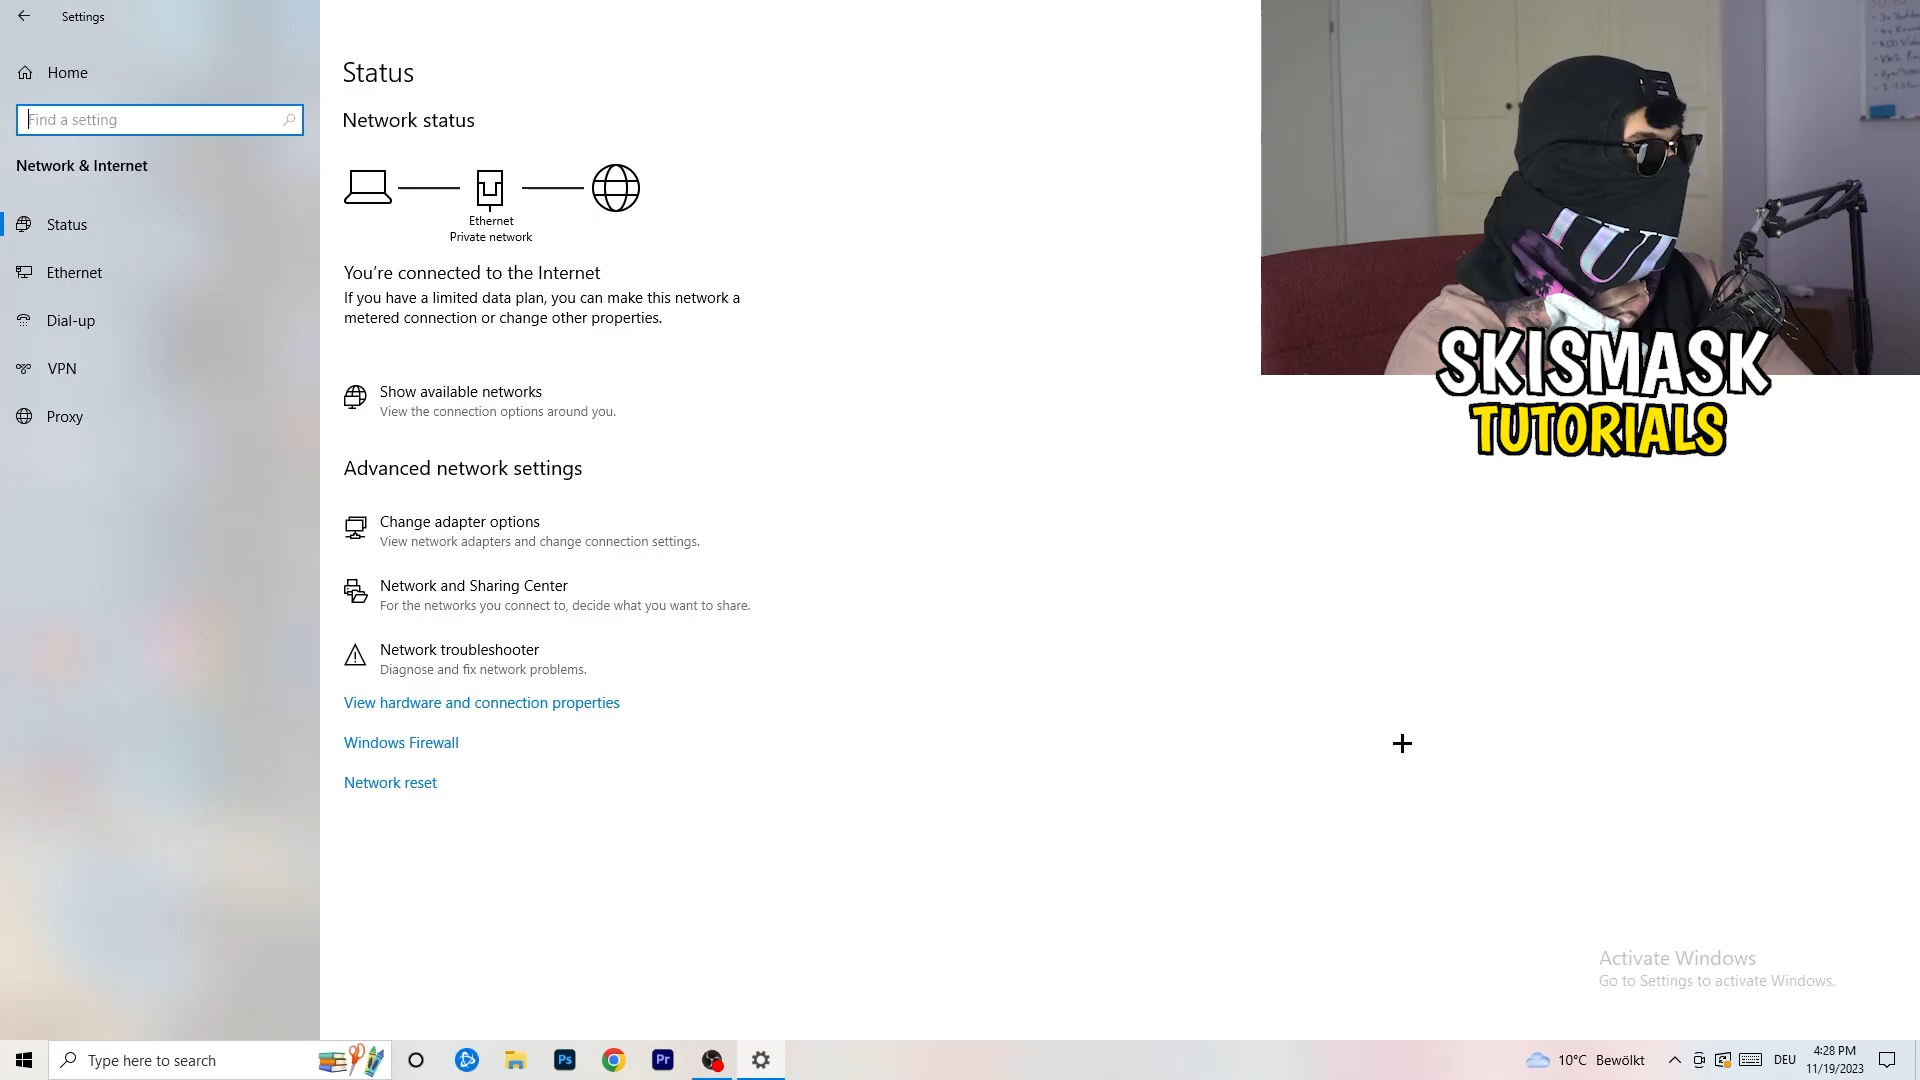 Settings
Home
Find a setting
Network & Internet
Status
Ethernet
Dial-up
VPN
Proxy
Status
Network status
Ethernet
Private network
You're connected to the Internet
If you have a limited data plan, you can make this network a
metered connection or change other properties.
Show available networks
View the connection options around you.
Advanced network settings
Change adapter options
View network adapters and change connection settings.
Network and Sharing Center
For the networks you connect to, decide what you want to share.
Network troubleshooter
Diagnose and fix network problems.
View hardware and connection properties
Windows Firewall
Network reset
SKISMASK
TUTORIALS
Activate Windows
Go to Settings to activate Windows.
Type here to search
Ps
Pr
10°C Bewölkt
DEU
4:28 PM
11/19/2023